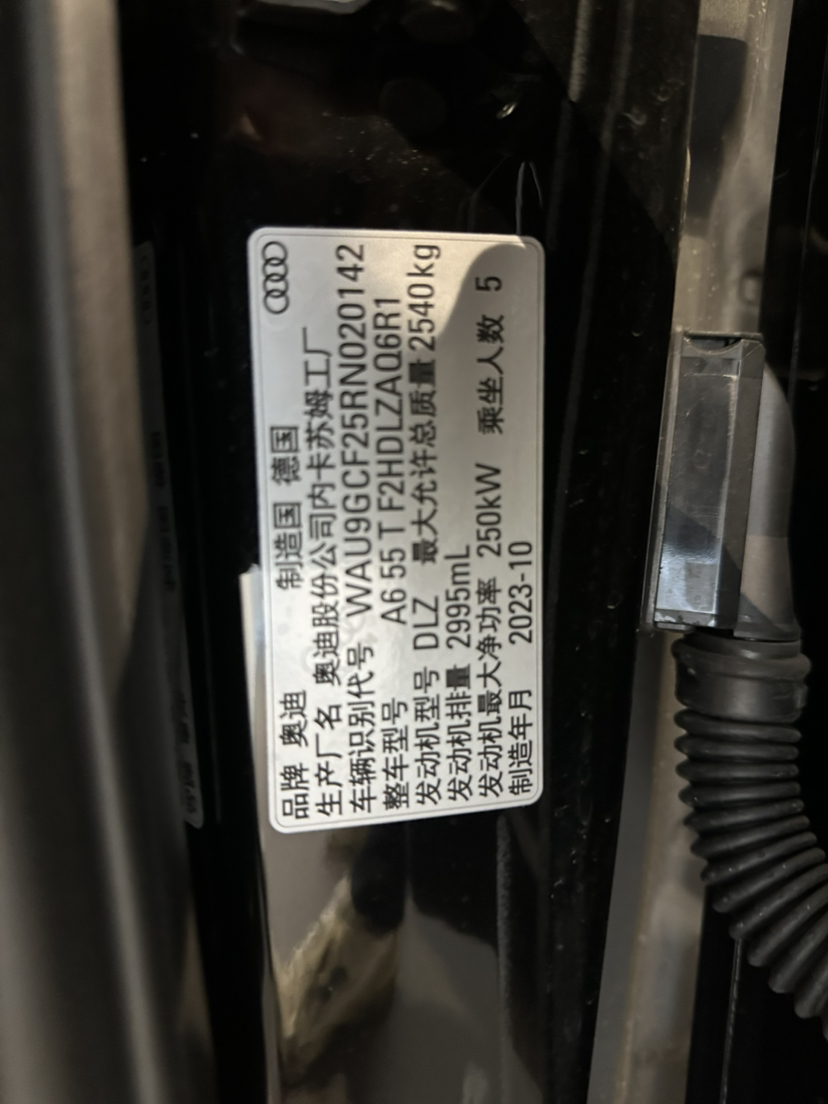 品牌 奥迪 制造国 德国
生产厂名 奥迪股份公司内卡苏姆工厂
车辆识别代号 WAU9GCF25RN020142
整车型号 A6 55 T F2HDLZAQ6R1
发动机型号 DLZ 最大允许总质量 2540kg
发动机排量 2995mL
发动机最大净功率 250kW 乘坐人数 5
制造年月 2023-10